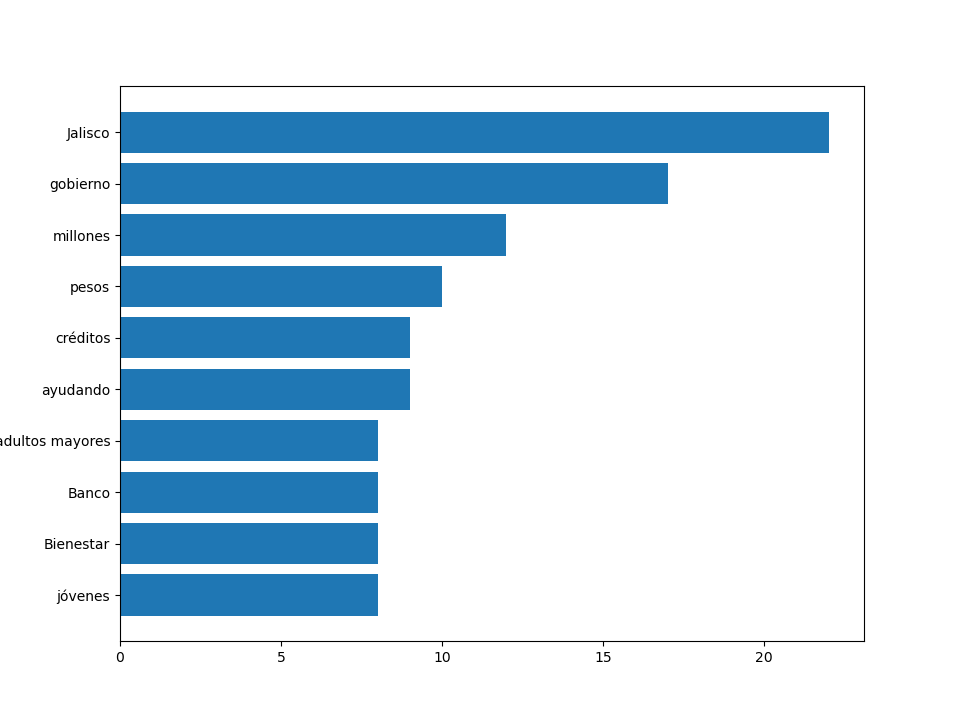 Jalisco
gobierno
millones
pesos
créditos
ayudando
adultos mayores
Banco
Bienestar
jóvenes
0 5 10 15 20